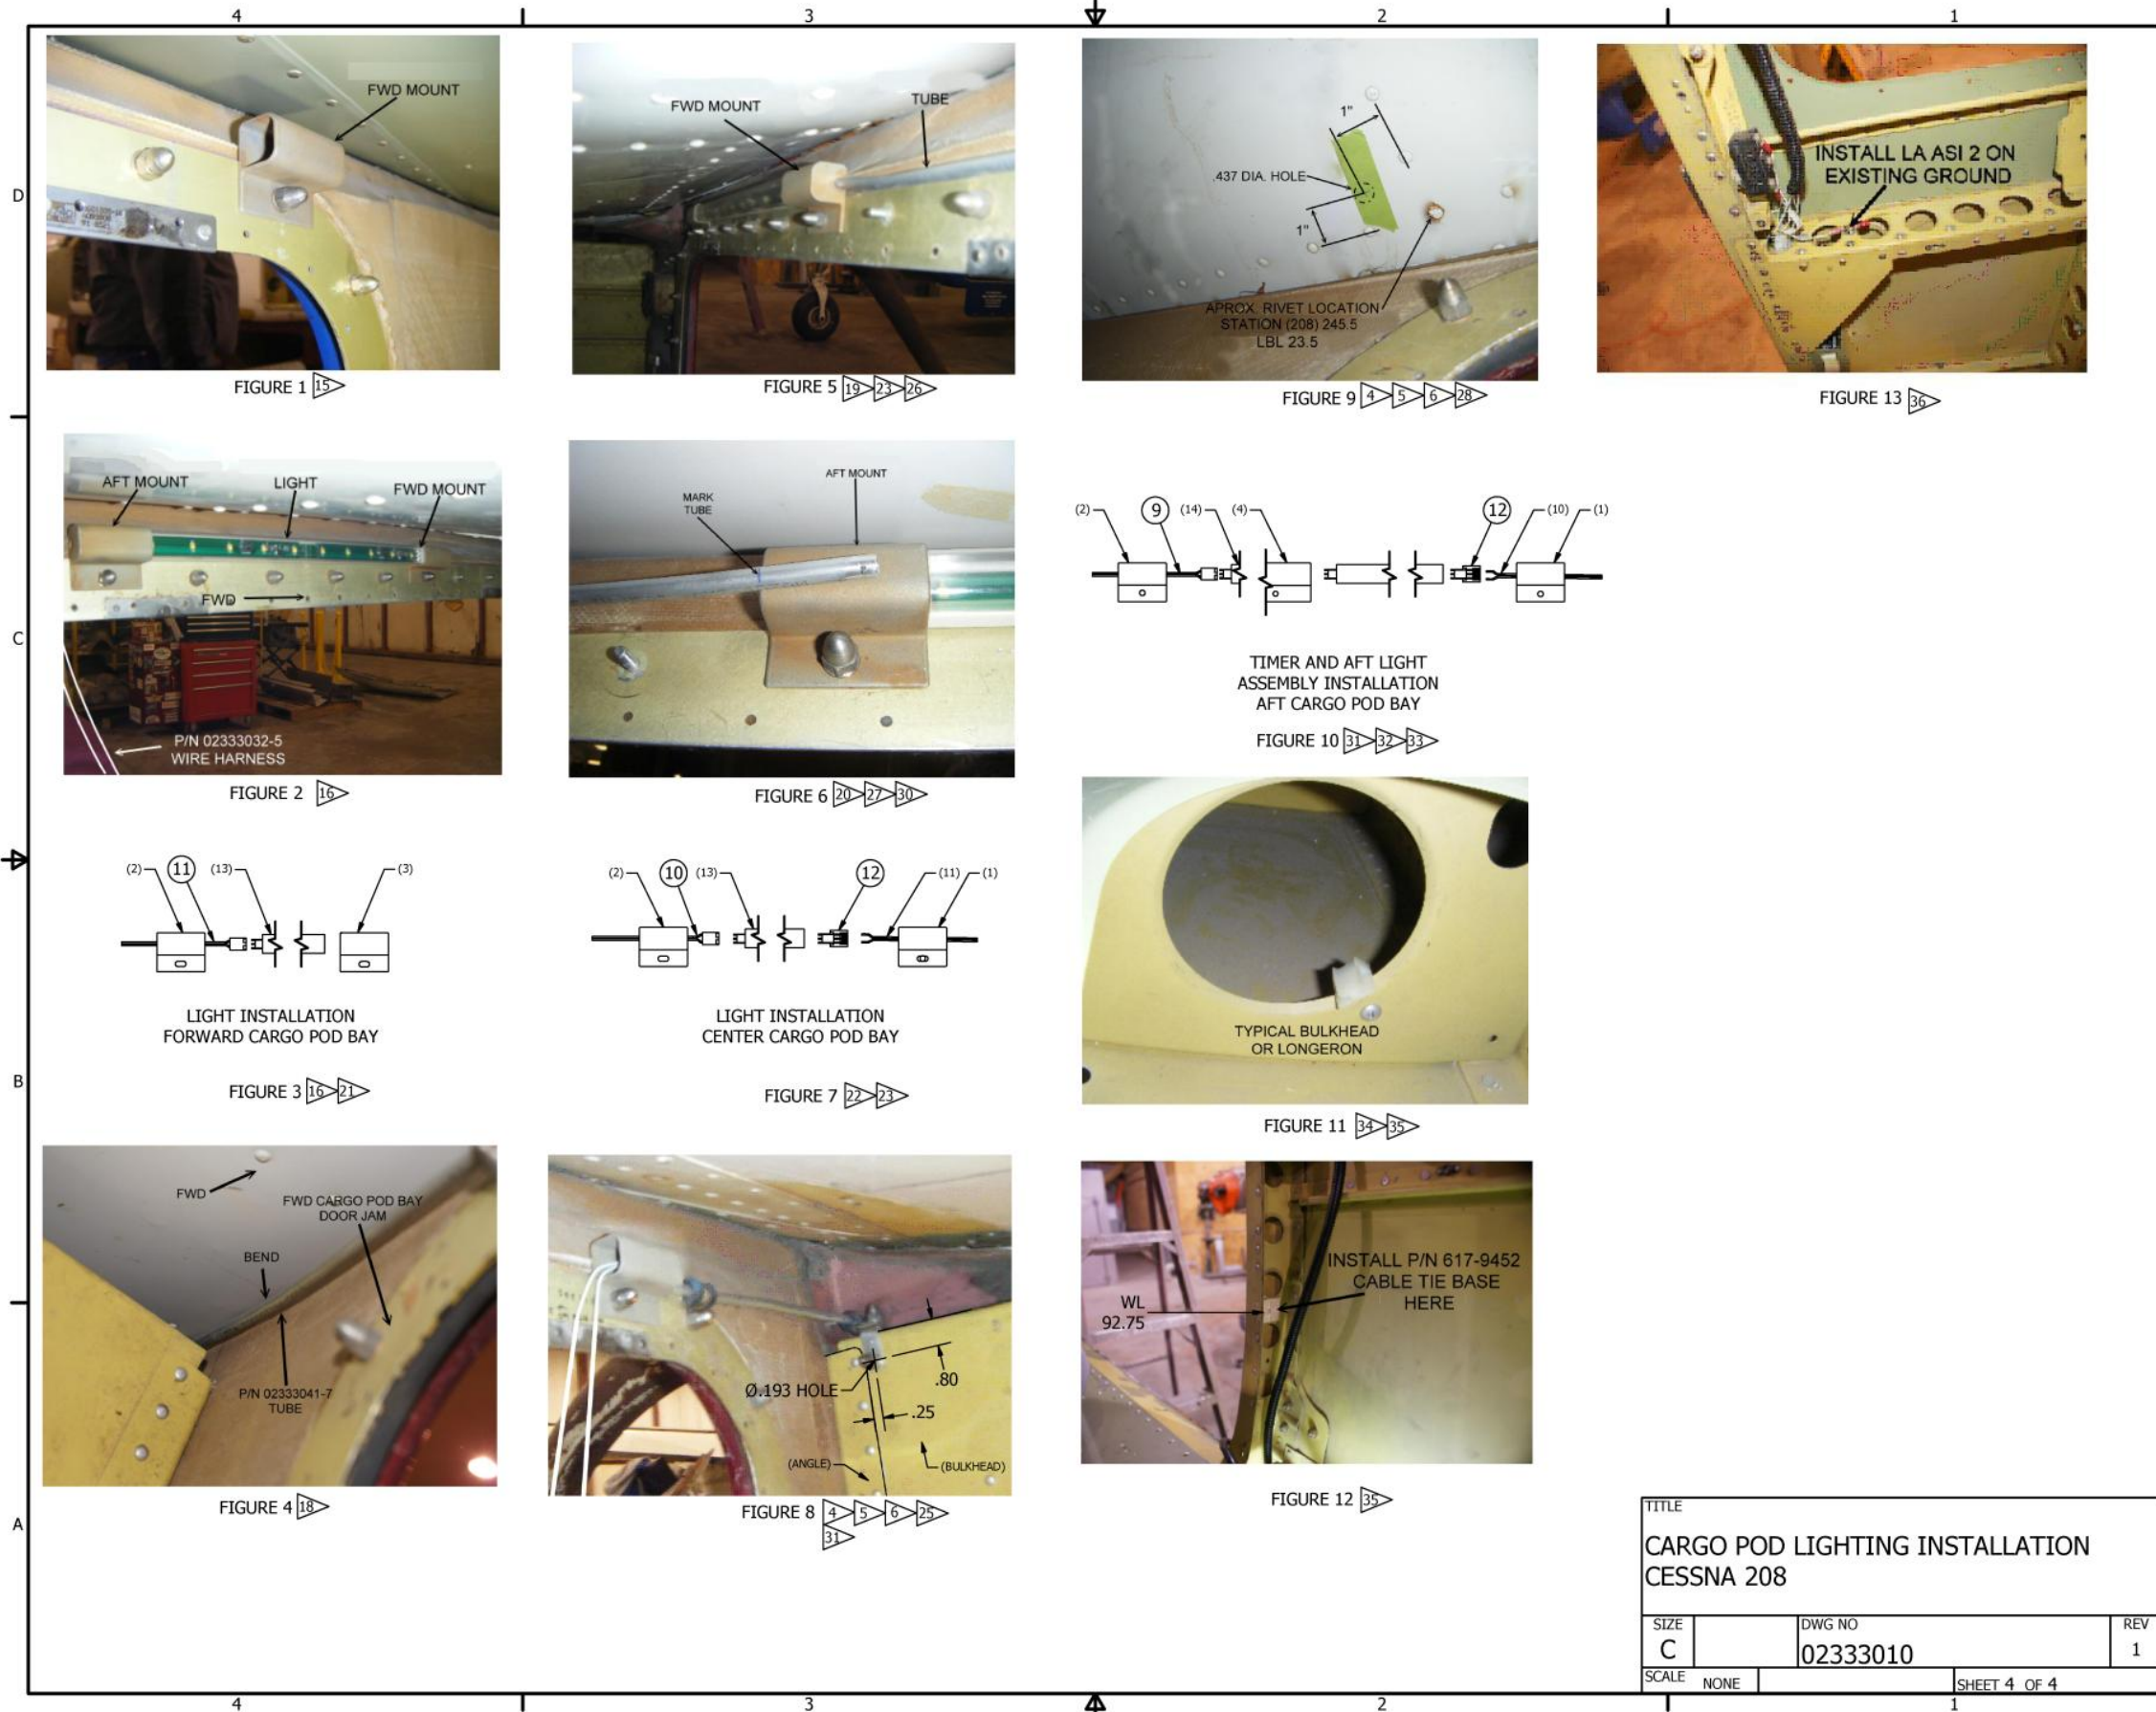 4
3
2
1
D
C
B
A
FWD MOUNT
FIGURE 1 15
AFT MOUNT
LIGHT
FWD MOUNT
FWD
P/N 02333032-5
WIRE HARNESS
FIGURE 2 16
(2)
11
(13)
(3)
LIGHT INSTALLATION
FORWARD CARGO POD BAY
FIGURE 3 16 21
FWD
FWD CARGO POD BAY
DOOR JAM
BEND
P/N 02333041-7
TUBE
FIGURE 4 18
FWD MOUNT
TUBE
FIGURE 5 19 23 26
AFT MOUNT
MARK
TUBE
FIGURE 6 20 27 30
(2)
10
(13)
12
(11)
(1)
LIGHT INSTALLATION
CENTER CARGO POD BAY
FIGURE 7 22 23
Ø.193 HOLE
.80
.25
(ANGLE)
(BULKHEAD)
FIGURE 8 4 5 6 25
31
1"
.437 DIA. HOLE
1"
APROX. RIVET LOCATION
STATION (208) 245.5
LBL 23.5
FIGURE 9 4 5 6 28
(2)
9
(14)
(4)
12
(10)
(1)
TIMER AND AFT LIGHT
ASSEMBLY INSTALLATION
AFT CARGO POD BAY
FIGURE 10 31 32 33
TYPICAL BULKHEAD
OR LONGERON
FIGURE 11 34 35
INSTALL P/N 617-9452
CABLE TIE BASE
HERE
WL
92.75
FIGURE 12 35
INSTALL LA ASI 2 ON
EXISTING GROUND
FIGURE 13 36
TITLE
CARGO POD LIGHTING INSTALLATION
CESSNA 208
SIZE
C
DWG NO
02333010
REV
1
SCALE NONE
SHEET 4 OF 4
4
3
2
1